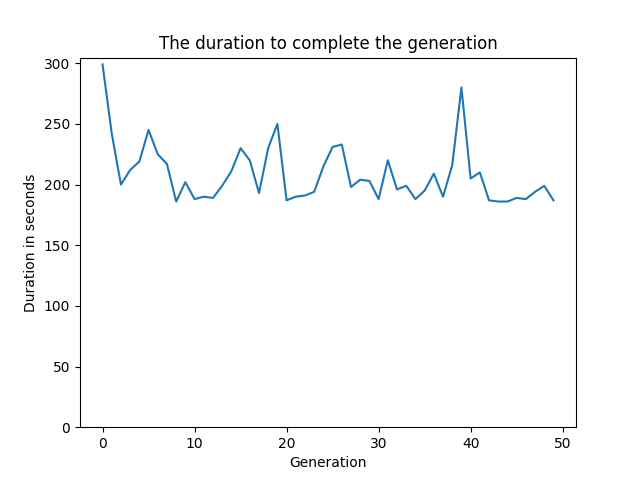 The duration to complete the generation
300
250
200
150
100
50
0
Duration in seconds
0 10 20 30 40 50
Generation